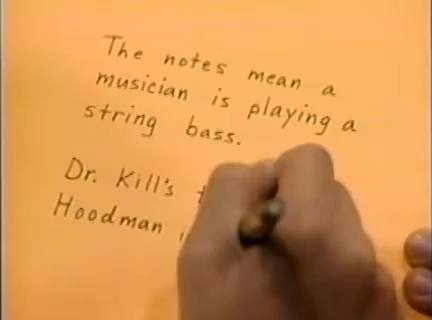 The notes mean a
musician is playing a
string bass.
Dr. Kill's
Hoodman